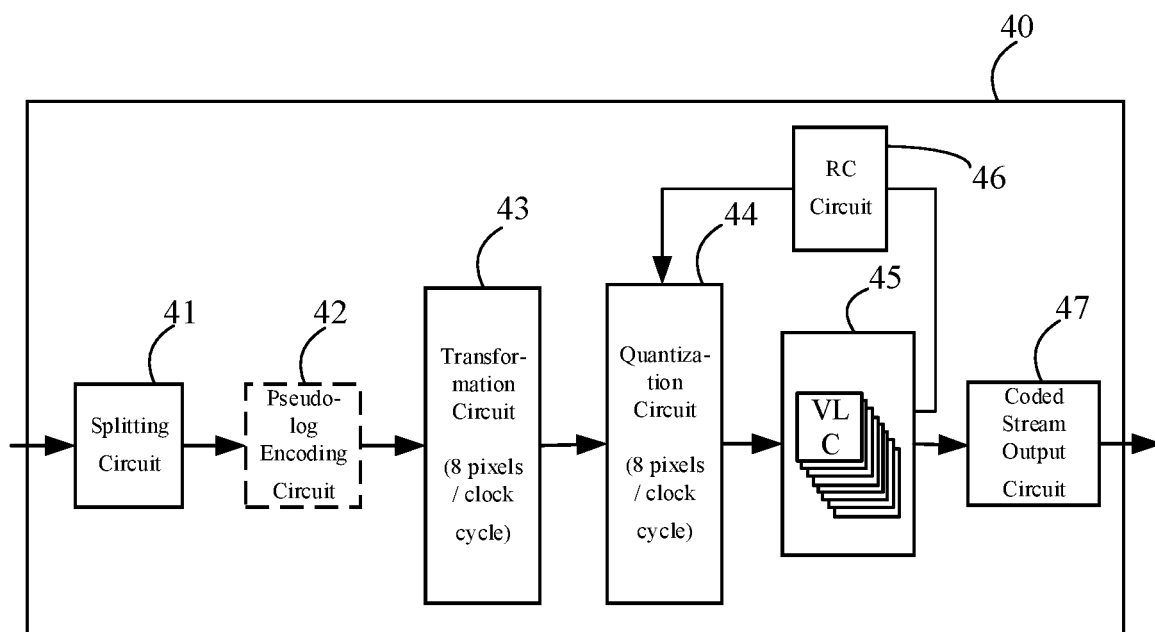 40
RC
Circuit
46
43
44
45
41
42
47
Splitting
Circuit
Pseudo-
log
Encoding
Circuit
Transfor-
mation
Circuit
(8 pixels
/ clock
cycle)
Quantiza-
tion
Circuit
(8 pixels
/ clock
cycle)
VL
C
Coded
Stream
Output
Circuit